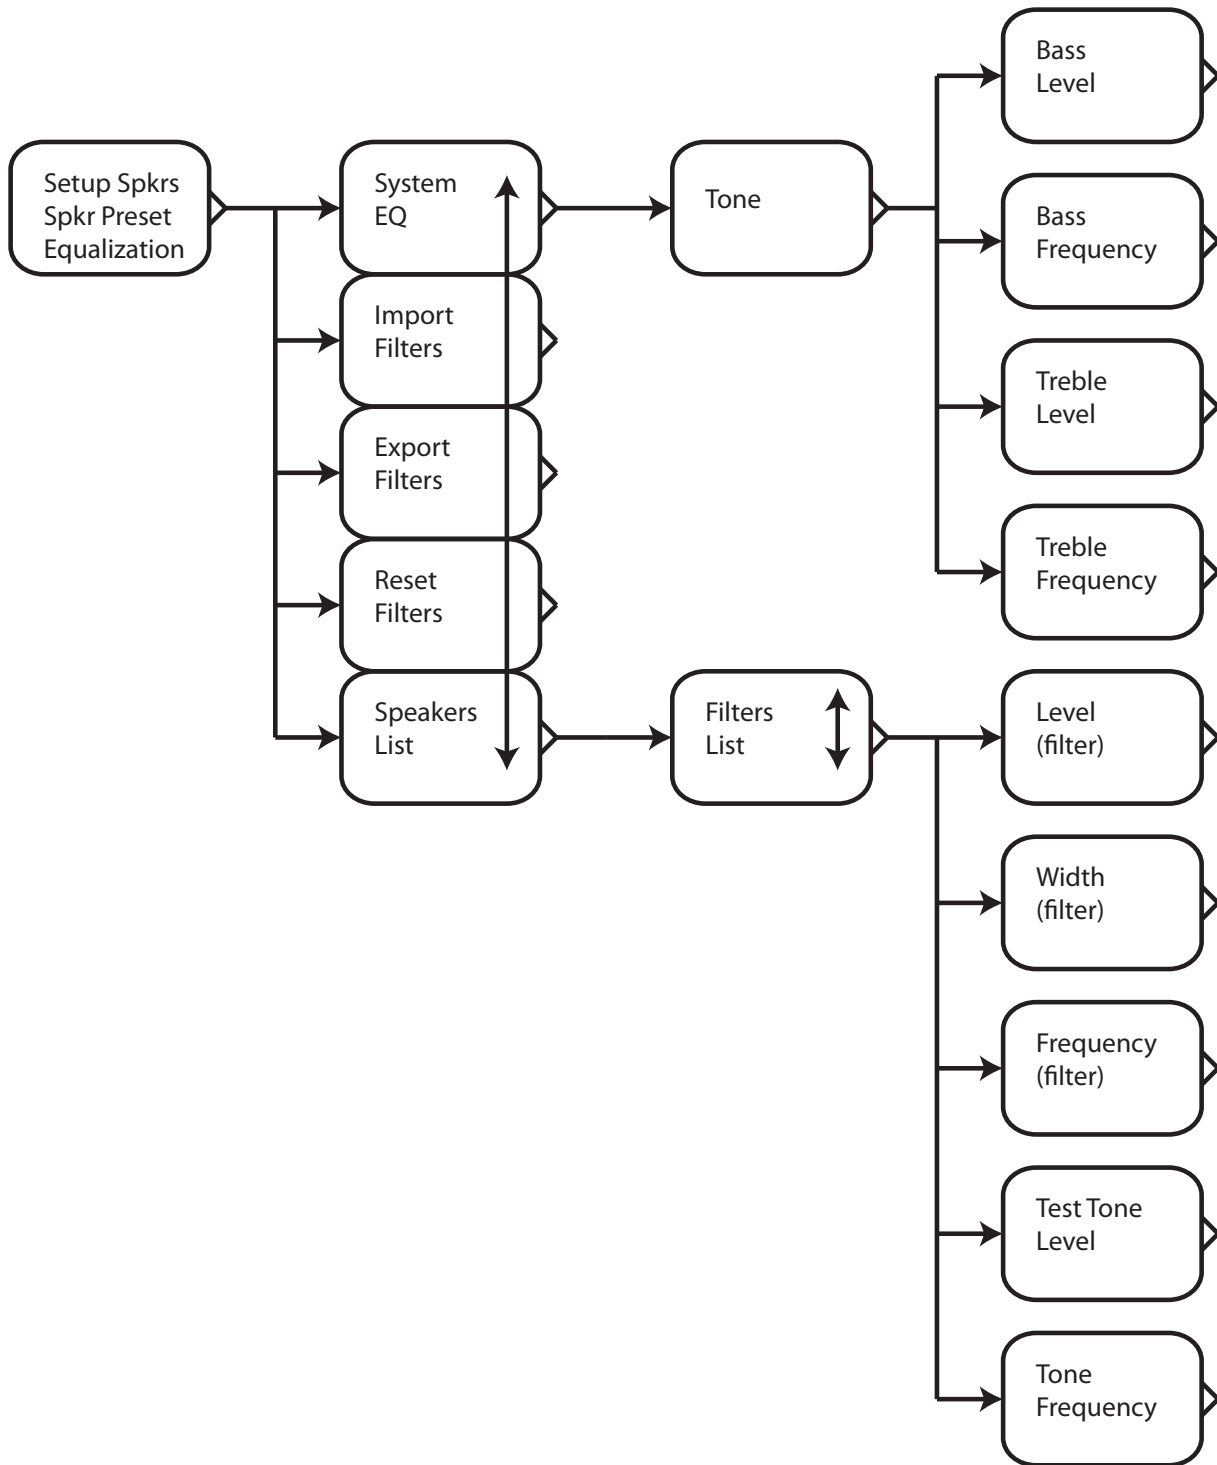 Setup Spkrs
Spkr Preset
Equalization
System
EQ
Import
Filters
Export
Filters
Reset
Filters
Speakers
List
Tone
Filters
List
Bass
Level
Bass
Frequency
Treble
Level
Treble
Frequency
Level
(filter)
Width
(filter)
Frequency
(filter)
Test Tone
Level
Tone
Frequency